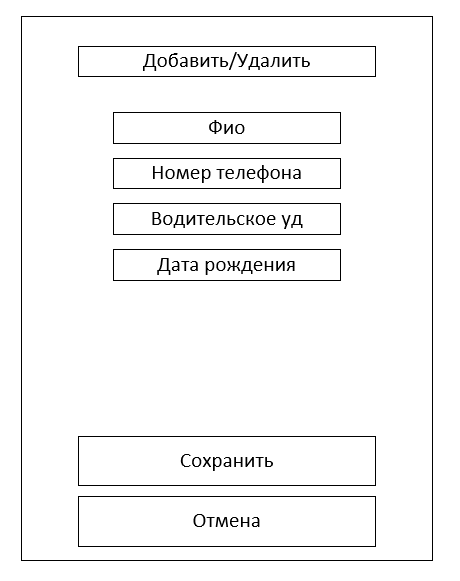 Добавить/Удалить
Фио
Номер телефона
Водительское уд
Дата рождения
Сохранить
Отмена